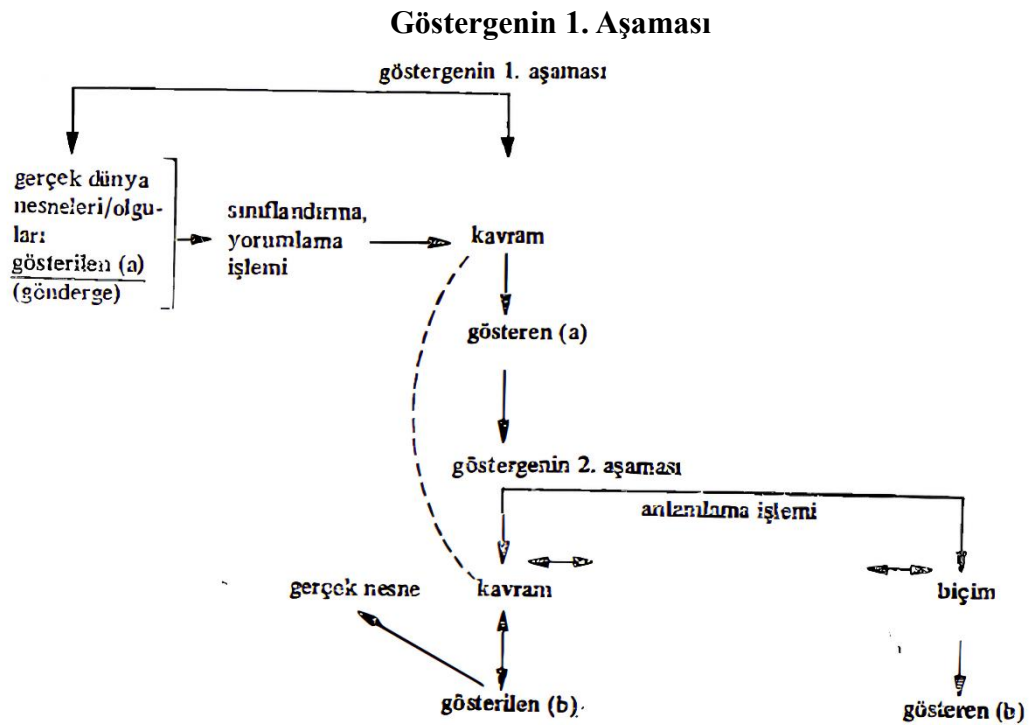 Göstergenin 1. Aşaması
göstergenin 1. aşaması
gerçek dünya
nesneleri/olgu-
ları
gösterilen (a)
(gönderge)
sınıflandırma,
yorumlama
işlemi
kavram
gösteren (a)
göstergenin 2. aşaması
anlamlama işlemi
gerçek nesne
kavram
biçim
gösterilen (b)
gösteren (b)